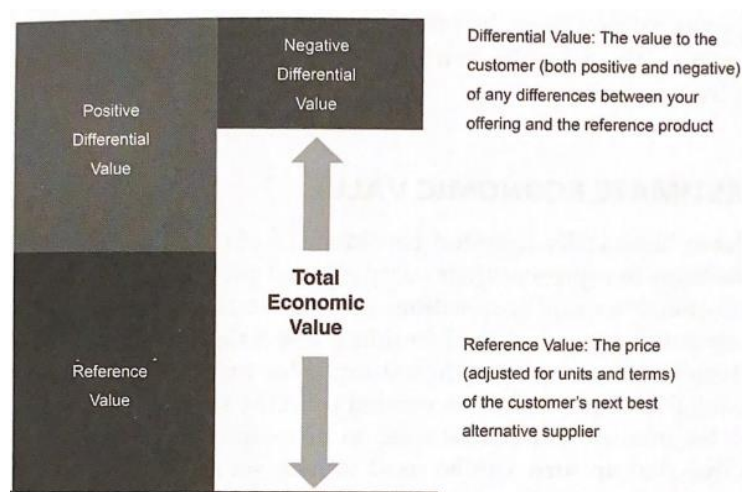 Negative
Differential
Value
Differential Value: The value to the
customer (both positive and negative)
of any differences between your
offering and the reference product
Positive
Differential
Value
Total
Economic
Value
Reference
Value
Reference Value: The price
(adjusted for units and terms)
of the customer's next best
alternative supplier